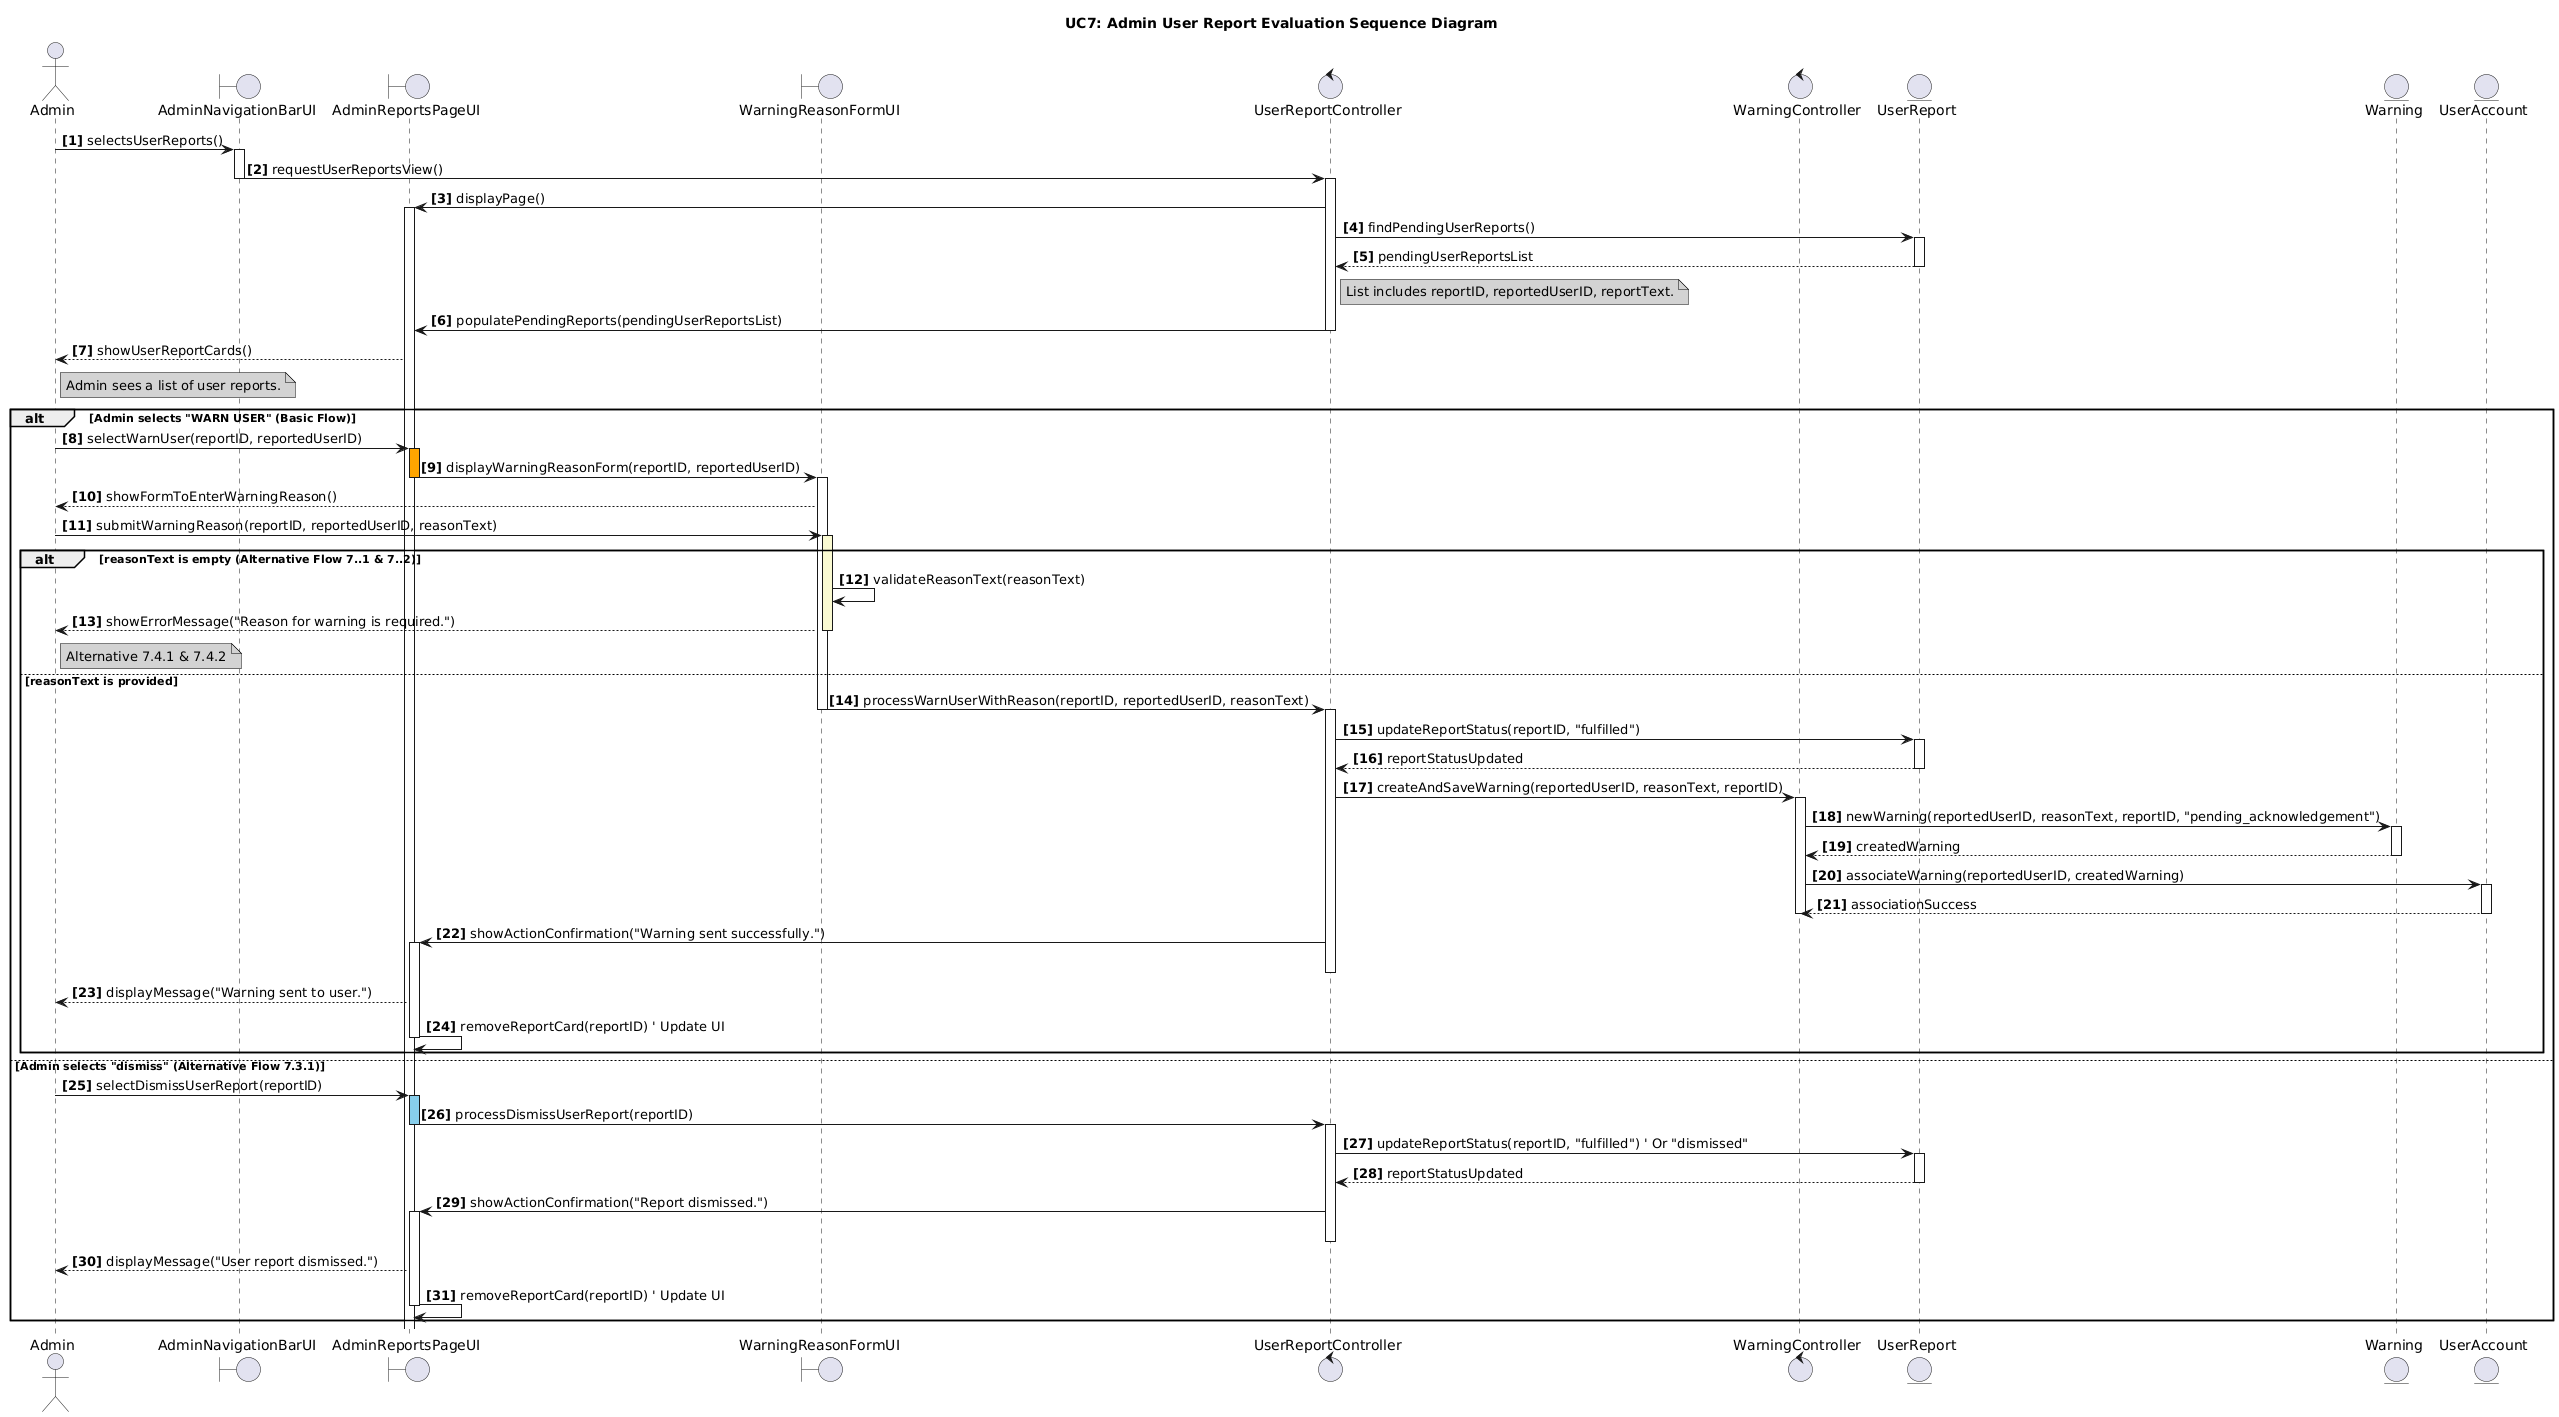 UC7: Admin User Report Evaluation Sequence Diagram
Admin
AdminNavigationBarUI
AdminReportsPageUI
WarningReasonFormUI
UserReportController
WarningController
UserReport
Warning
UserAccount
[1] selectsUserReports()
[2] requestUserReportsView()
[3] displayPage()
[4] findPendingUserReports()
[5] pendingUserReportsList
List includes reportID, reportedUserID, reportText.
[6] populatePendingReports(pendingUserReportsList)
[7] showUserReportCards()
Admin sees a list of user reports.
alt [Admin selects "WARN USER" (Basic Flow)]
[8] selectWarnUser(reportID, reportedUserID)
[9] displayWarningReasonForm(reportID, reportedUserID)
[10] showFormToEnterWarningReason()
[11] submitWarningReason(reportID, reportedUserID, reasonText)
alt [reasonText is empty (Alternative Flow 7..1 & 7..2)]
[12] validateReasonText(reasonText)
[13] showErrorMessage("Reason for warning is required.")
Alternative 7.4.1 & 7.4.2
[reasonText is provided]
[14] processWarnUserWithReason(reportID, reportedUserID, reasonText)
[15] updateReportStatus(reportID, "fulfilled")
[16] reportStatusUpdated
[17] createAndSaveWarning(reportedUserID, reasonText, reportID)
[18] newWarning(reportedUserID, reasonText, reportID, "pending_acknowledgement")
[19] createdWarning
[20] associateWarning(reportedUserID, createdWarning)
[21] associationSuccess
[22] showActionConfirmation("Warning sent successfully.")
[23] displayMessage("Warning sent to user.")
[24] removeReportCard(reportID) ' Update UI
[Admin selects "dismiss" (Alternative Flow 7.3.1)]
[25] selectDismissUserReport(reportID)
[26] processDismissUserReport(reportID)
[27] updateReportStatus(reportID, "fulfilled") ' Or "dismissed"
[28] reportStatusUpdated
[29] showActionConfirmation("Report dismissed.")
[30] displayMessage("User report dismissed.")
[31] removeReportCard(reportID) ' Update UI
Admin
AdminNavigationBarUI
AdminReportsPageUI
WarningReasonFormUI
UserReportController
WarningController
UserReport
Warning
UserAccount